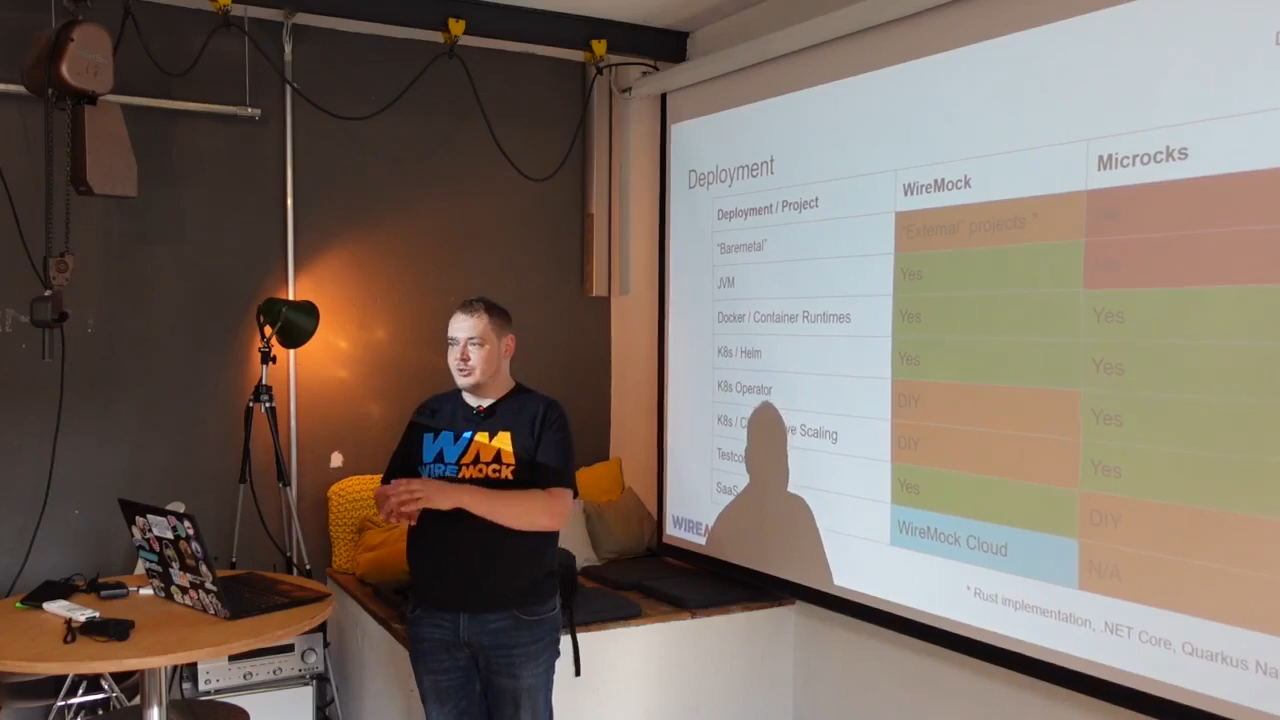 Deployment
Deployment / Project
WireMock
Microcks
"Baremetal"
"External" projects *
JVM
Yes
Docker / Container Runtimes
Yes
Yes
K8s / Helm
Yes
Yes
K8s Operator
DIY
Yes
K8s /
Scaling
DIY
Yes
Yes
DIY
SaaS
WireMock Cloud
N/A
* Rust implementation, .NET Core, Quarkus Na
WM
WIREMOCK